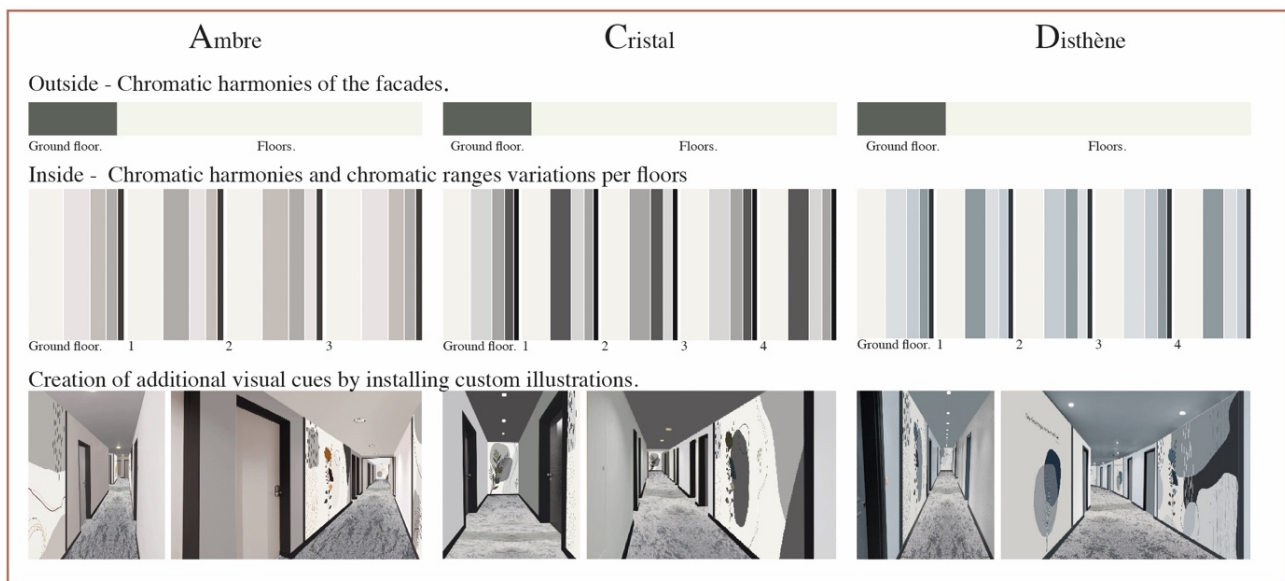 Ambre
Cristal
Disthène
Outside - Chromatic harmonies of the facades.
Ground floor.
Floors.
Ground floor.
Floors.
Ground floor.
Floors.
Inside - Chromatic harmonies and chromatic ranges variations per floors
Ground floor. 1 2 3
Ground floor. 1 2 3 4
Ground floor. 1 2 3 4
Creation of additional visual cues by installing custom illustrations.